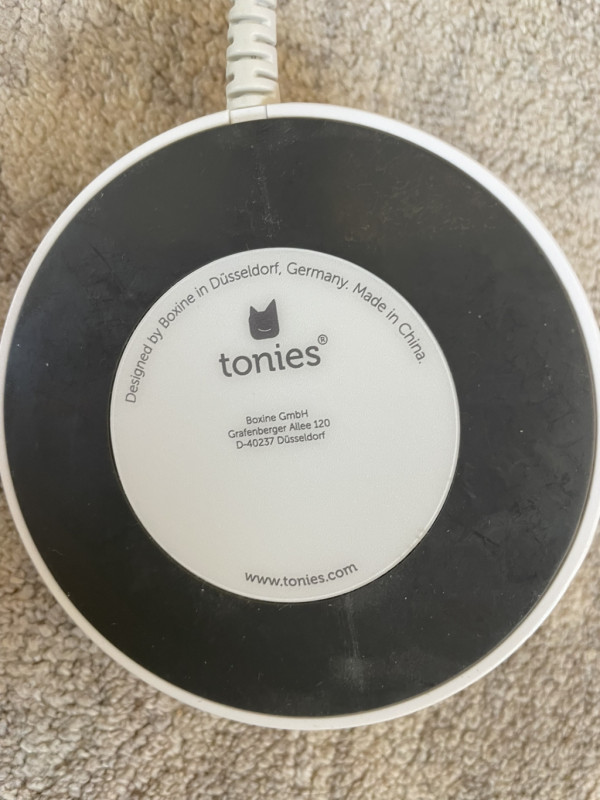 Designed by Boxine in Düsseldorf, Germany. Made in China.
tonies®
Boxine GmbH
Grafenberger Allee 120
D-40237 Düsseldorf
www.tonies.com